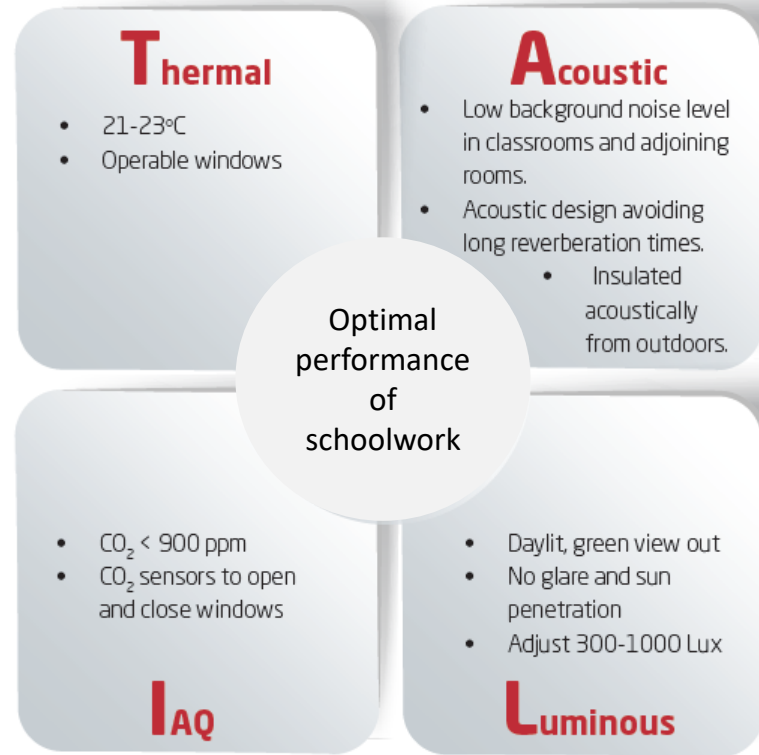 Thermal
• 21-23°C
• Operable windows
Acoustic
• Low background noise level
in classrooms and adjoining
rooms.
• Acoustic design avoiding
long reverberation times.
• Insulated
acoustically
from outdoors.
Optimal
performance
of
schoolwork
• CO₂ < 900 ppm
• CO₂ sensors to open
and close windows
IAQ
• Daylit, green view out
• No glare and sun
penetration
• Adjust 300-1000 Lux
Luminous